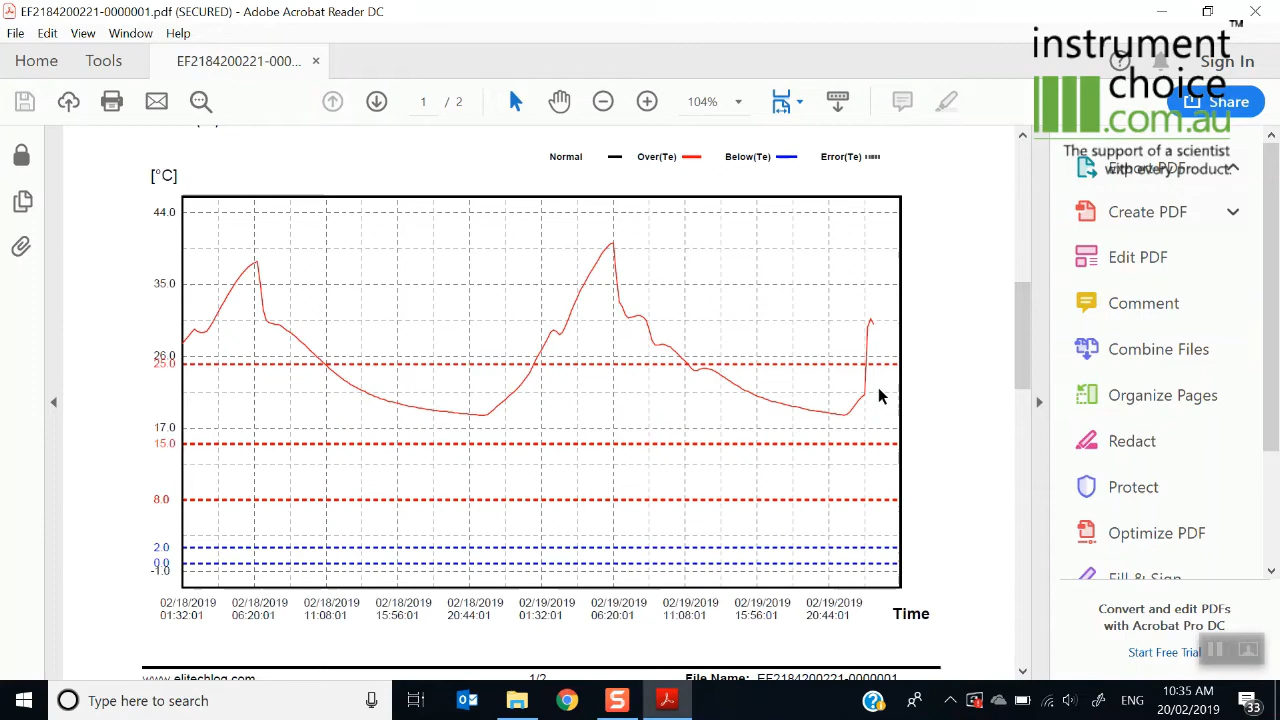 EF2184200221-0000001.pdf (SECURED) - Adobe Acrobat Reader DC
File Edit View Window Help
Home Tools EF2184200221-000... ×
Sign In
instrument
choice
.com.au
TM
The support of a scientist
with every product.
1 / 2
104%
Share
Normal Over(Te) Below(Te) Error(Te)
[°C]
44.0
35.0
26.0
25.0
17.0
15.0
8.0
2.0
0.0
-1.0
02/18/2019 02/18/2019 02/18/2019 02/18/2019 02/18/2019 02/19/2019 02/19/2019 02/19/2019 02/19/2019 02/19/2019
01:32:01 06:20:01 11:08:01 15:56:01 20:44:01 01:32:01 06:20:01 11:08:01 15:56:01 20:44:01
Time
www.elitechlog.com 1/2 File Name: EF2184200221-0000001
Export PDF
Create PDF
Edit PDF
Comment
Combine Files
Organize Pages
Redact
Protect
Optimize PDF
Fill & Sign
Convert and edit PDFs
with Acrobat Pro DC
Start Free Trial
Type here to search
ENG
10:35 AM
20/02/2019
33